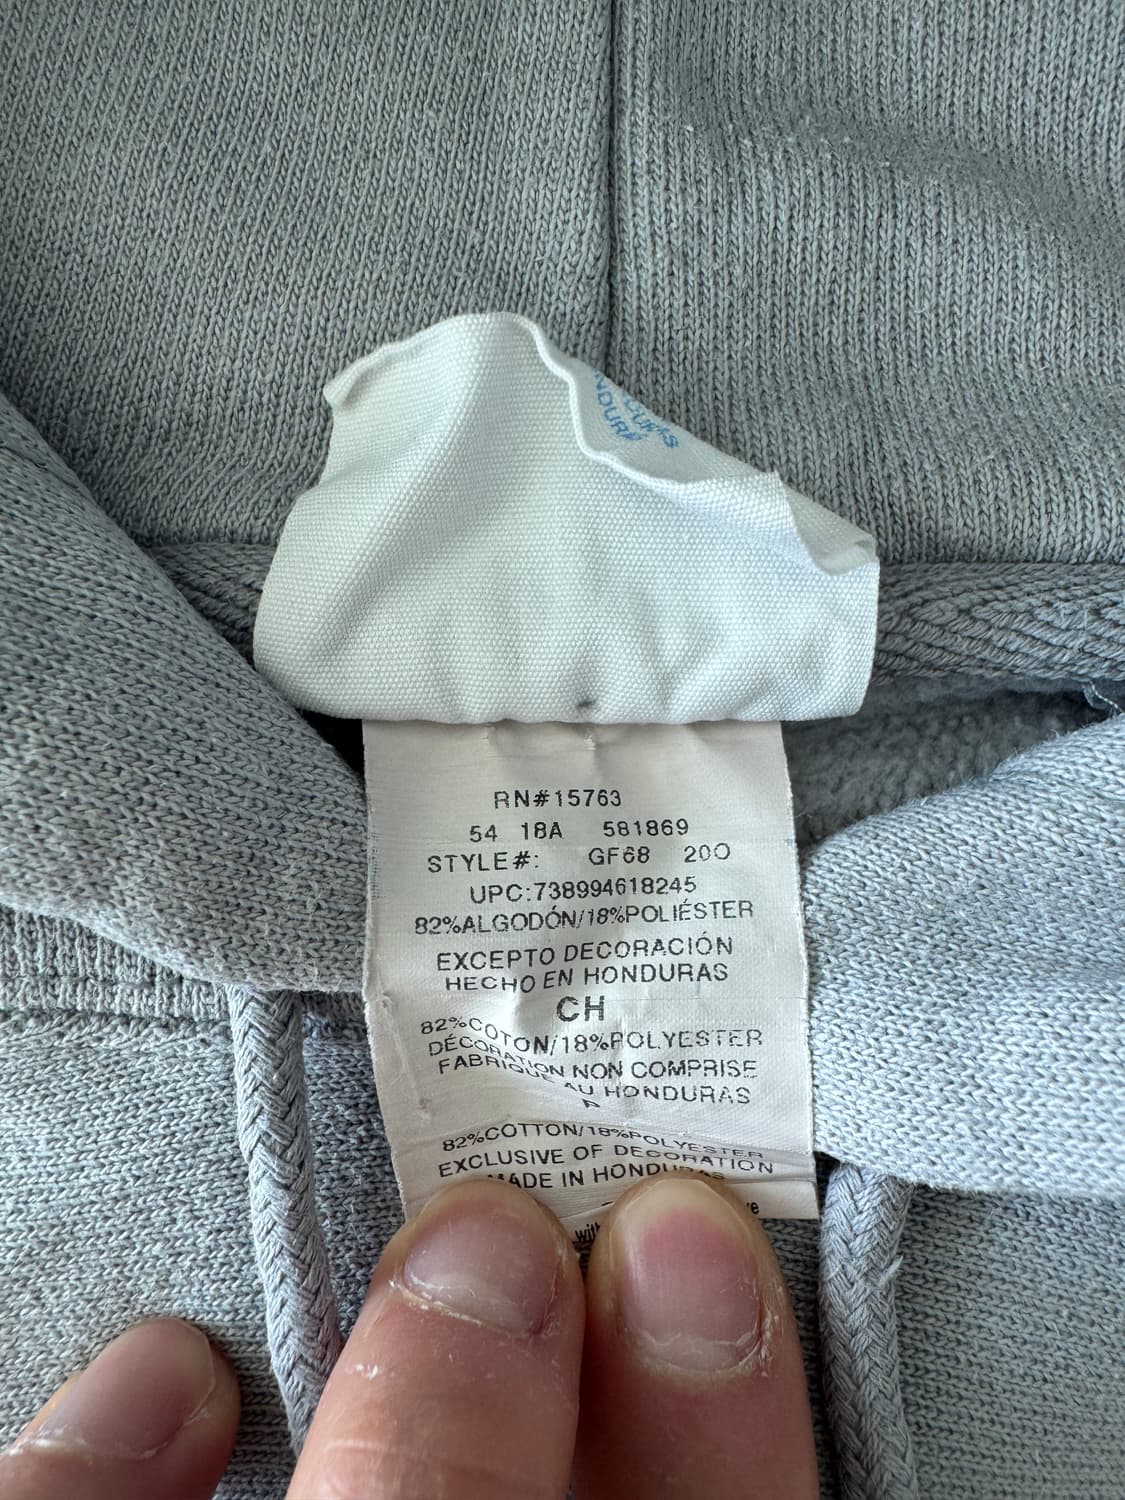 RN#15763
54 18A 581869
STYLE#: GF68 200
UPC:738994618245
82%ALGODÓN/18%POLIÉSTER
EXCEPTO DECORACIÓN
HECHO EN HONDURAS
CH
82%COTON/18%POLYESTER
DÉCORATION NON COMPRISE
FABRIQUE AU HONDURAS
P
82%COTTON/18%POLYESTER
EXCLUSIVE OF DECORATION
MADE IN HONDURAS